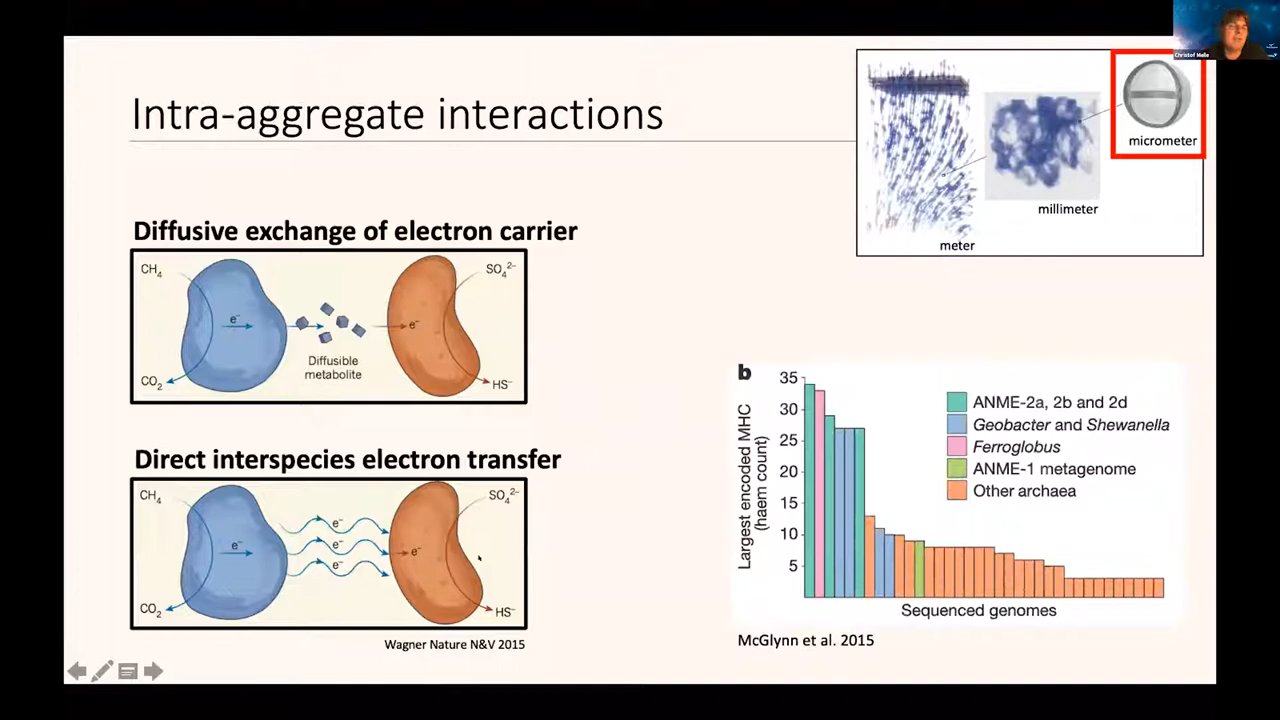 Christof Meile
Intra-aggregate interactions
micrometer
millimeter
meter
Diffusive exchange of electron carrier
CH₄
SO₄²⁻
e⁻
e⁻
Diffusible
metabolite
CO₂
HS⁻
Direct interspecies electron transfer
CH₄
SO₄²⁻
e⁻
e⁻
e⁻
e⁻
e⁻
CO₂
HS⁻
Wagner Nature N&V 2015
b
Largest encoded MHC
(haem count)
35
30
25
20
15
10
5
ANME-2a, 2b and 2d
Geobacter and Shewanella
Ferroglobus
ANME-1 metagenome
Other archaea
Sequenced genomes
McGlynn et al. 2015